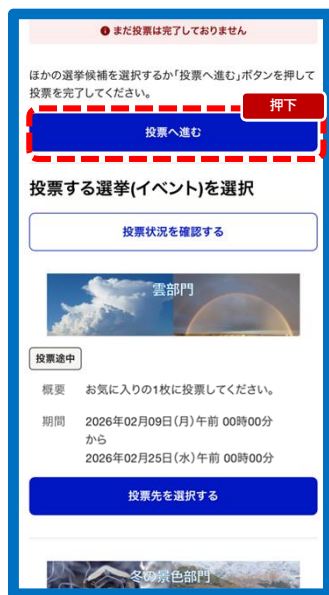 まだ投票は完了しておりません
ほかの選挙候補を選択するか「投票へ進む」ボタンを押して
投票を完了してください。
押下
投票へ進む
投票する選挙(イベント)を選択
投票状況を確認する
雲部門
投票途中
概要 お気に入りの1枚に投票してください。
期間 2026年02月09日(月)午前 00時00分
から
2026年02月25日(水)午前 00時00分
投票先を選択する
冬の景色部門